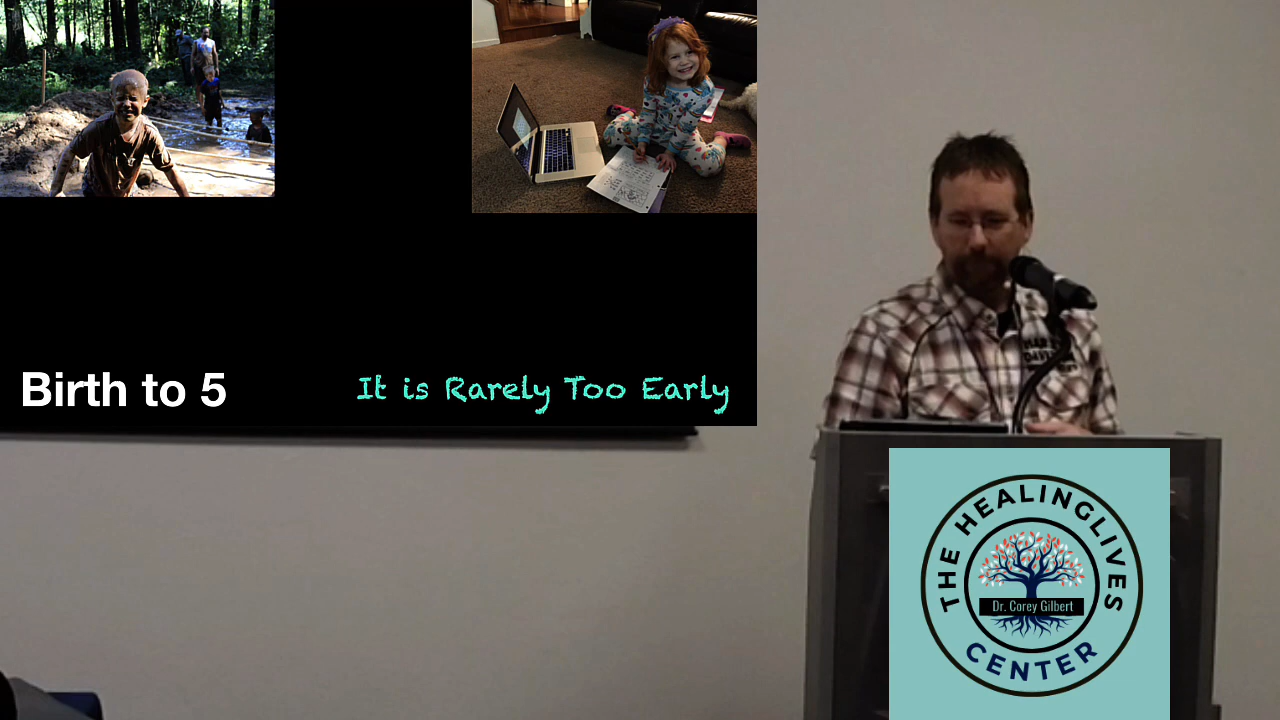 Birth to 5
It is Rarely Too Early
THE HEALINGLIVES
Dr. Corey Gilbert
CENTER